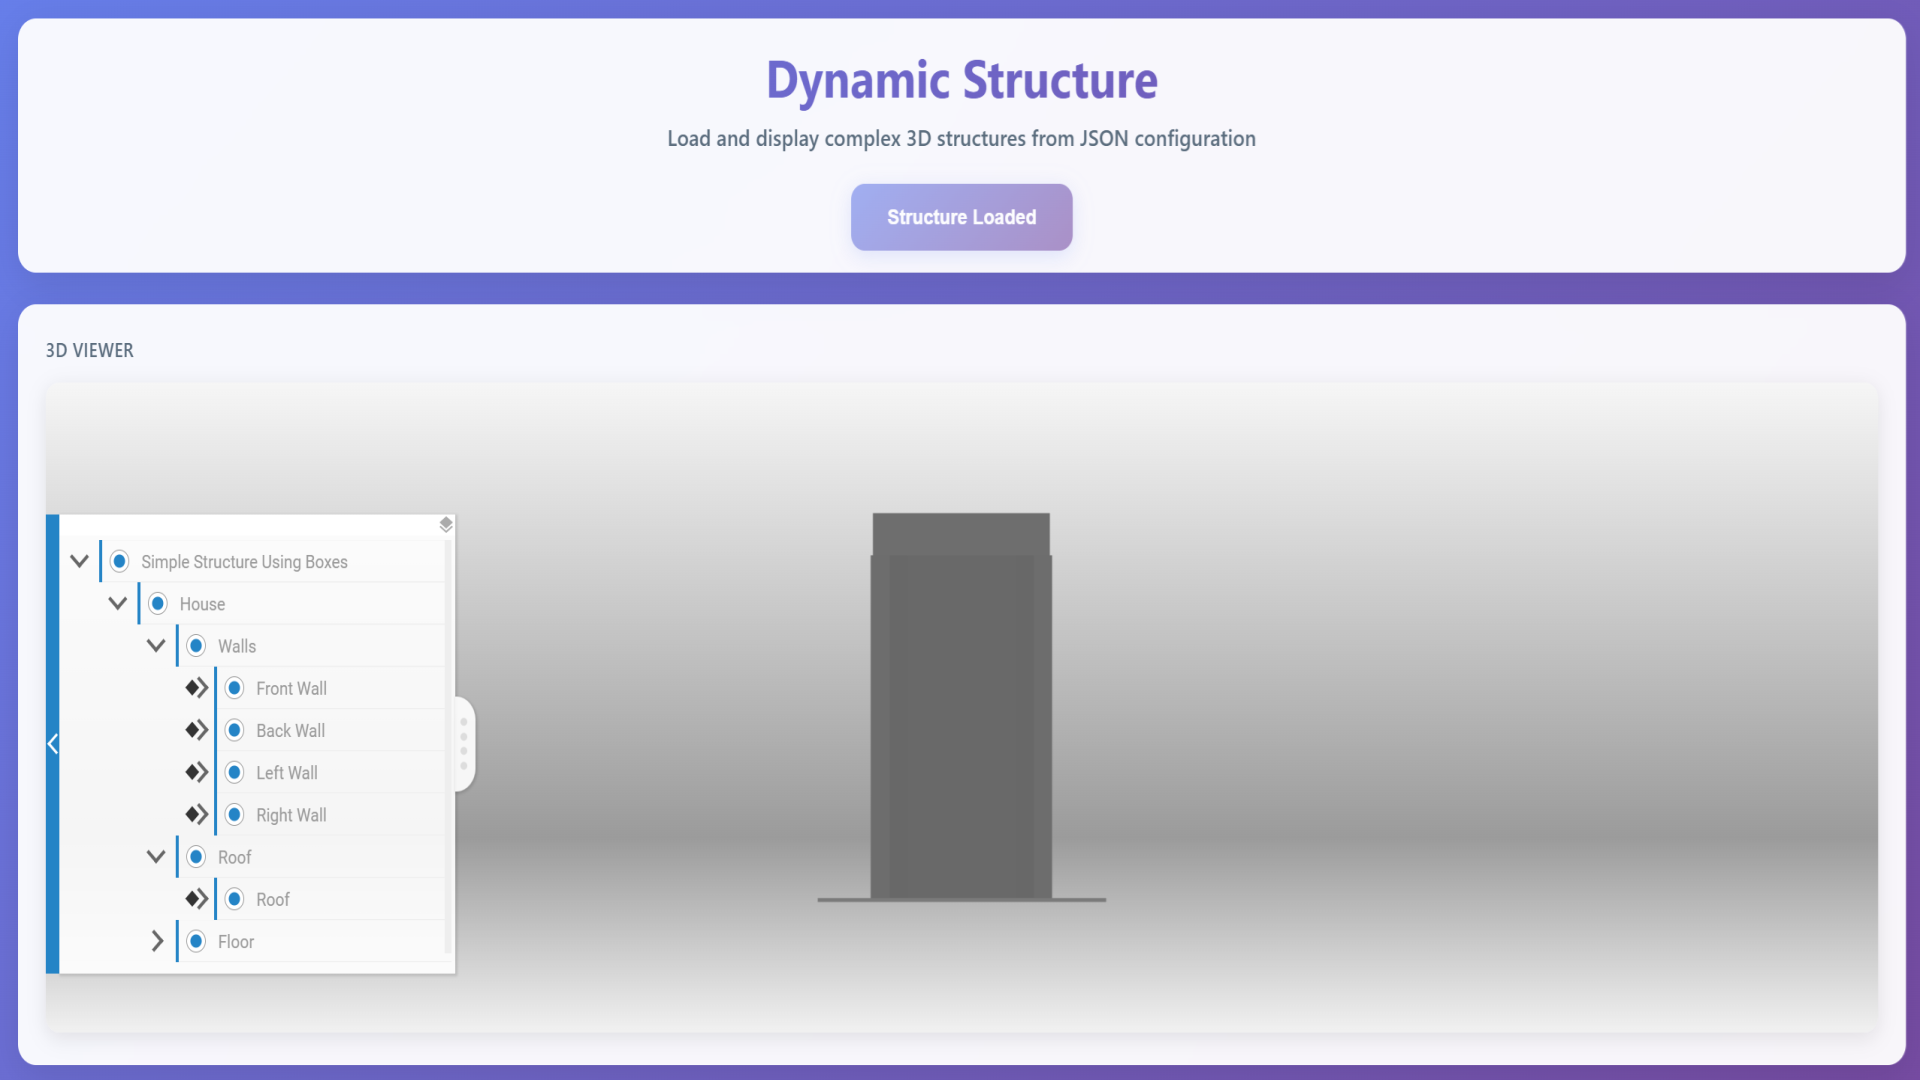 Dynamic Structure
Load and display complex 3D structures from JSON configuration
Structure Loaded
3D VIEWER
Simple Structure Using Boxes
House
Walls
Front Wall
Back Wall
Left Wall
Right Wall
Roof
Roof
Floor